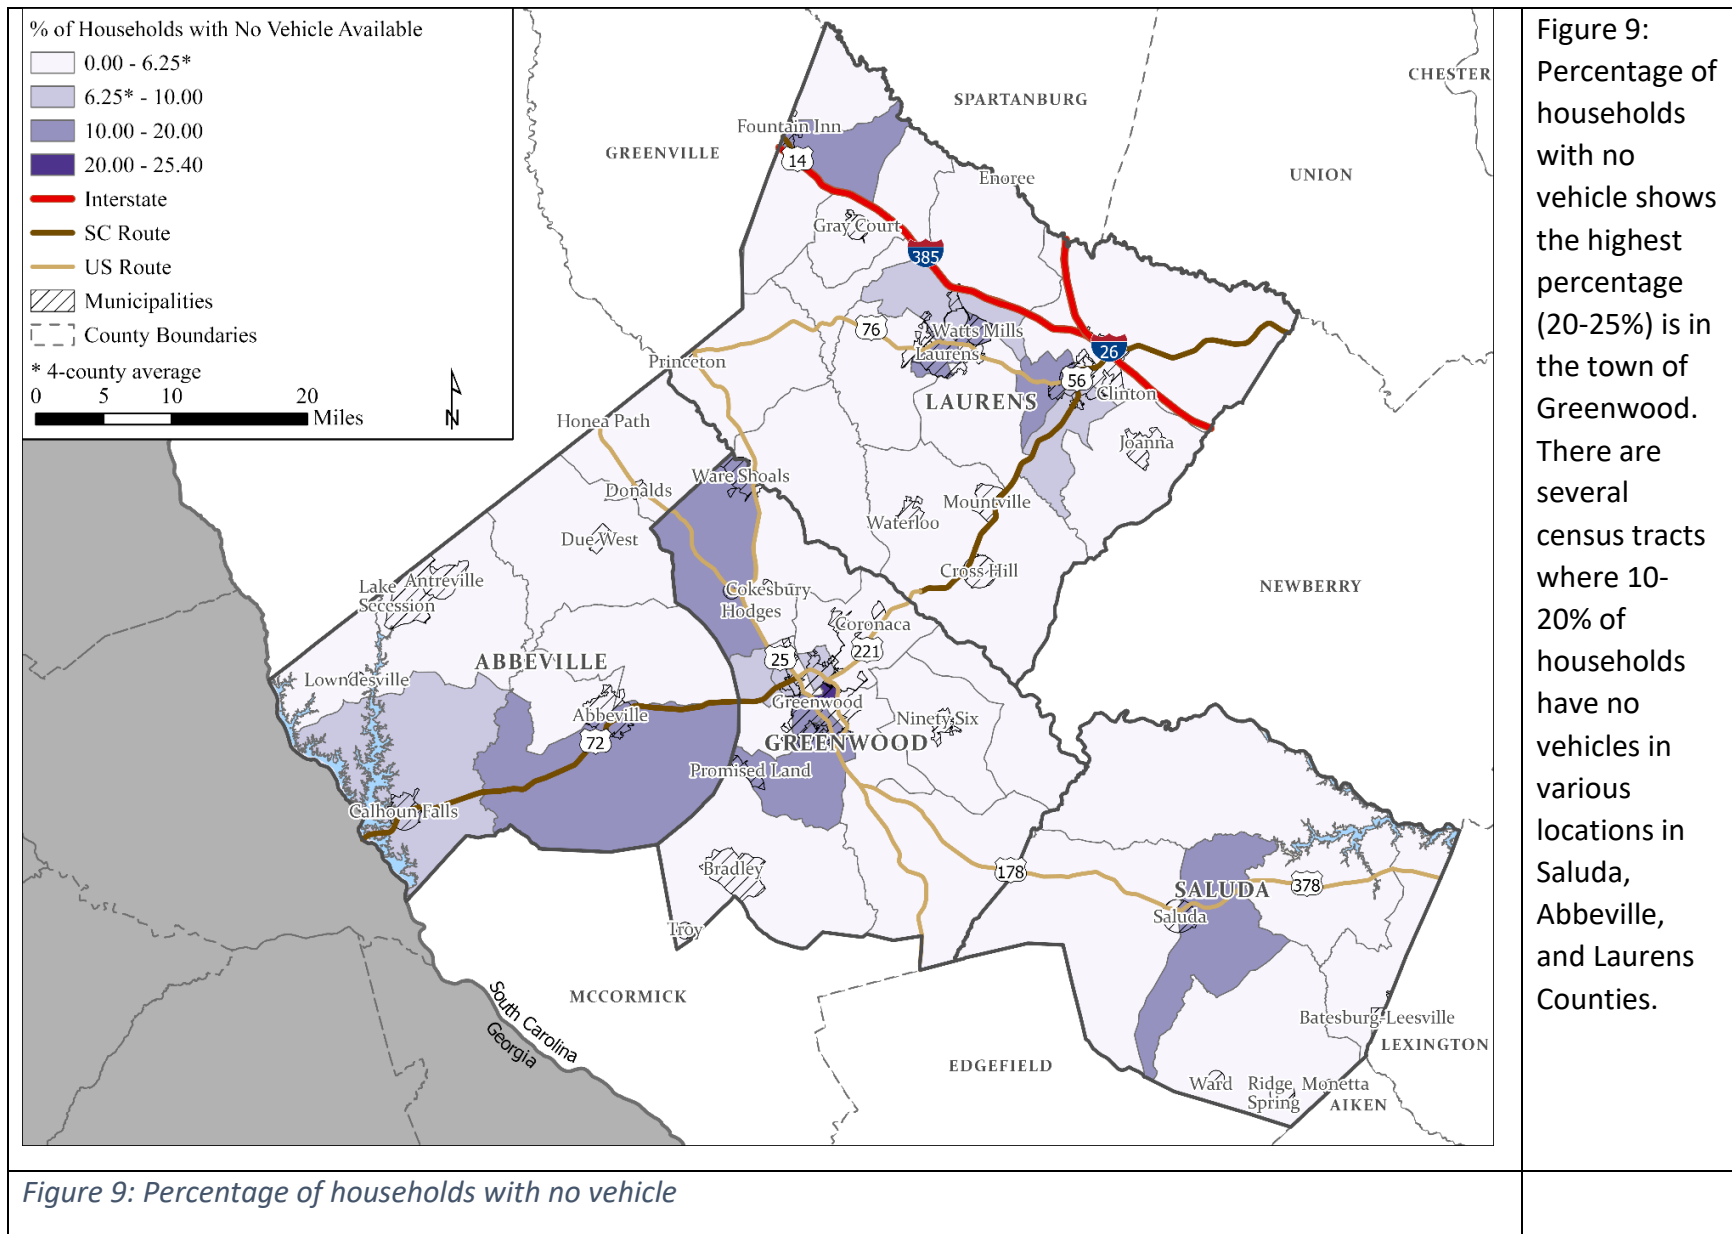 % of Households with No Vehicle Available
0.00 - 6.25*
6.25* - 10.00
10.00 - 20.00
20.00 - 25.40
Interstate
SC Route
US Route
Municipalities
County Boundaries
* 4-county average
0 5 10 20
Miles
N
CHESTER
SPARTANBURG
Fountain Inn
GREENVILLE
14
UNION
Enoree
Gray Court
385
76
Watts Mills
Laurens
26
Princeton
56
Clinton
LAURENS
Honea Path
Joanna
Ware Shoals
Donalds
Mountville
Waterloo
Due West
Cross Hill
Lake
Secession
Antreville
Cokesbury
Hodges
NEWBERRY
Coronaca
221
25
ABBEVILLE
Lowndesville
Greenwood
Abbeville
Ninety Six
72
GREENWOOD
Promised Land
Calhoun Falls
Bradley
178
SALUDA
378
Saluda
Troy
MCCORMICK
South Carolina
Georgia
Batesburg-Leesville
LEXINGTON
EDGEFIELD
Ward
Ridge
Spring
Monetta
AIKEN
Figure 9:
Percentage of
households
with no
vehicle shows
the highest
percentage
(20-25%) is in
the town of
Greenwood.
There are
several
census tracts
where 10-
20% of
households
have no
vehicles in
various
locations in
Saluda,
Abbeville,
and Laurens
Counties.
Figure 9: Percentage of households with no vehicle